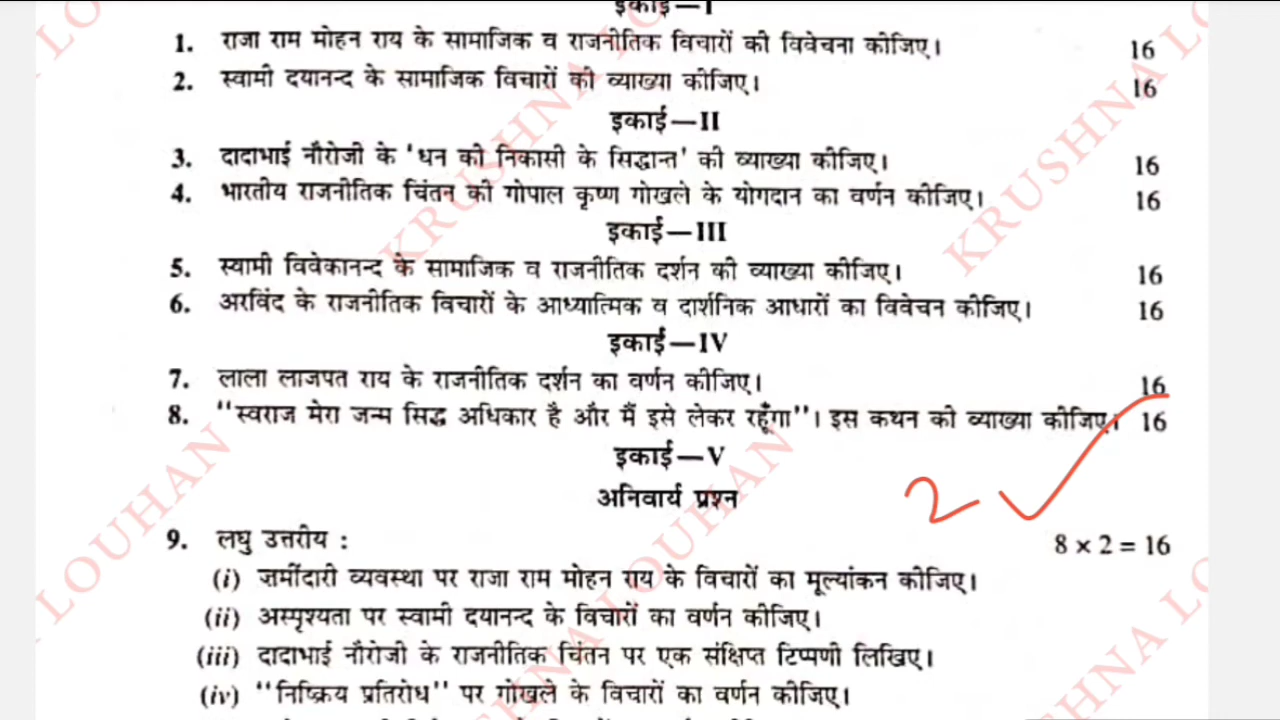 इकाई—I
1. राजा राम मोहन राय के सामाजिक व राजनीतिक विचारों की विवेचना कीजिए। 16
2. स्वामी दयानन्द के सामाजिक विचारों की व्याख्या कीजिए। 16
इकाई—II
3. दादाभाई नौरोजी के 'धन की निकासी के सिद्धान्त' की व्याख्या कीजिए। 16
4. भारतीय राजनीतिक चिंतन की गोपाल कृष्ण गोखले के योगदान का वर्णन कीजिए। 16
इकाई—III
5. स्वामी विवेकानन्द के सामाजिक व राजनीतिक दर्शन की व्याख्या कीजिए। 16
6. अरविंद के राजनीतिक विचारों के आध्यात्मिक व दार्शनिक आधारों का विवेचन कीजिए। 16
इकाई—IV
7. लाला लाजपत राय के राजनीतिक दर्शन का वर्णन कीजिए। 16
8. "स्वराज मेरा जन्म सिद्ध अधिकार है और मैं इसे लेकर रहूँगा"। इस कथन की व्याख्या कीजिए। 16
इकाई—V
अनिवार्य प्रश्न
2
9. लघु उत्तरीय : 8 × 2 = 16
(i) ज़मींदारी व्यवस्था पर राजा राम मोहन राय के विचारों का मूल्यांकन कीजिए।
(ii) अस्पृश्यता पर स्वामी दयानन्द के विचारों का वर्णन कीजिए।
(iii) दादाभाई नौरोजी के राजनीतिक चिंतन पर एक संक्षिप्त टिप्पणी लिखिए।
(iv) "निष्क्रिय प्रतिरोध" पर गोखले के विचारों का वर्णन कीजिए।
KRUSHNA LOUHAN